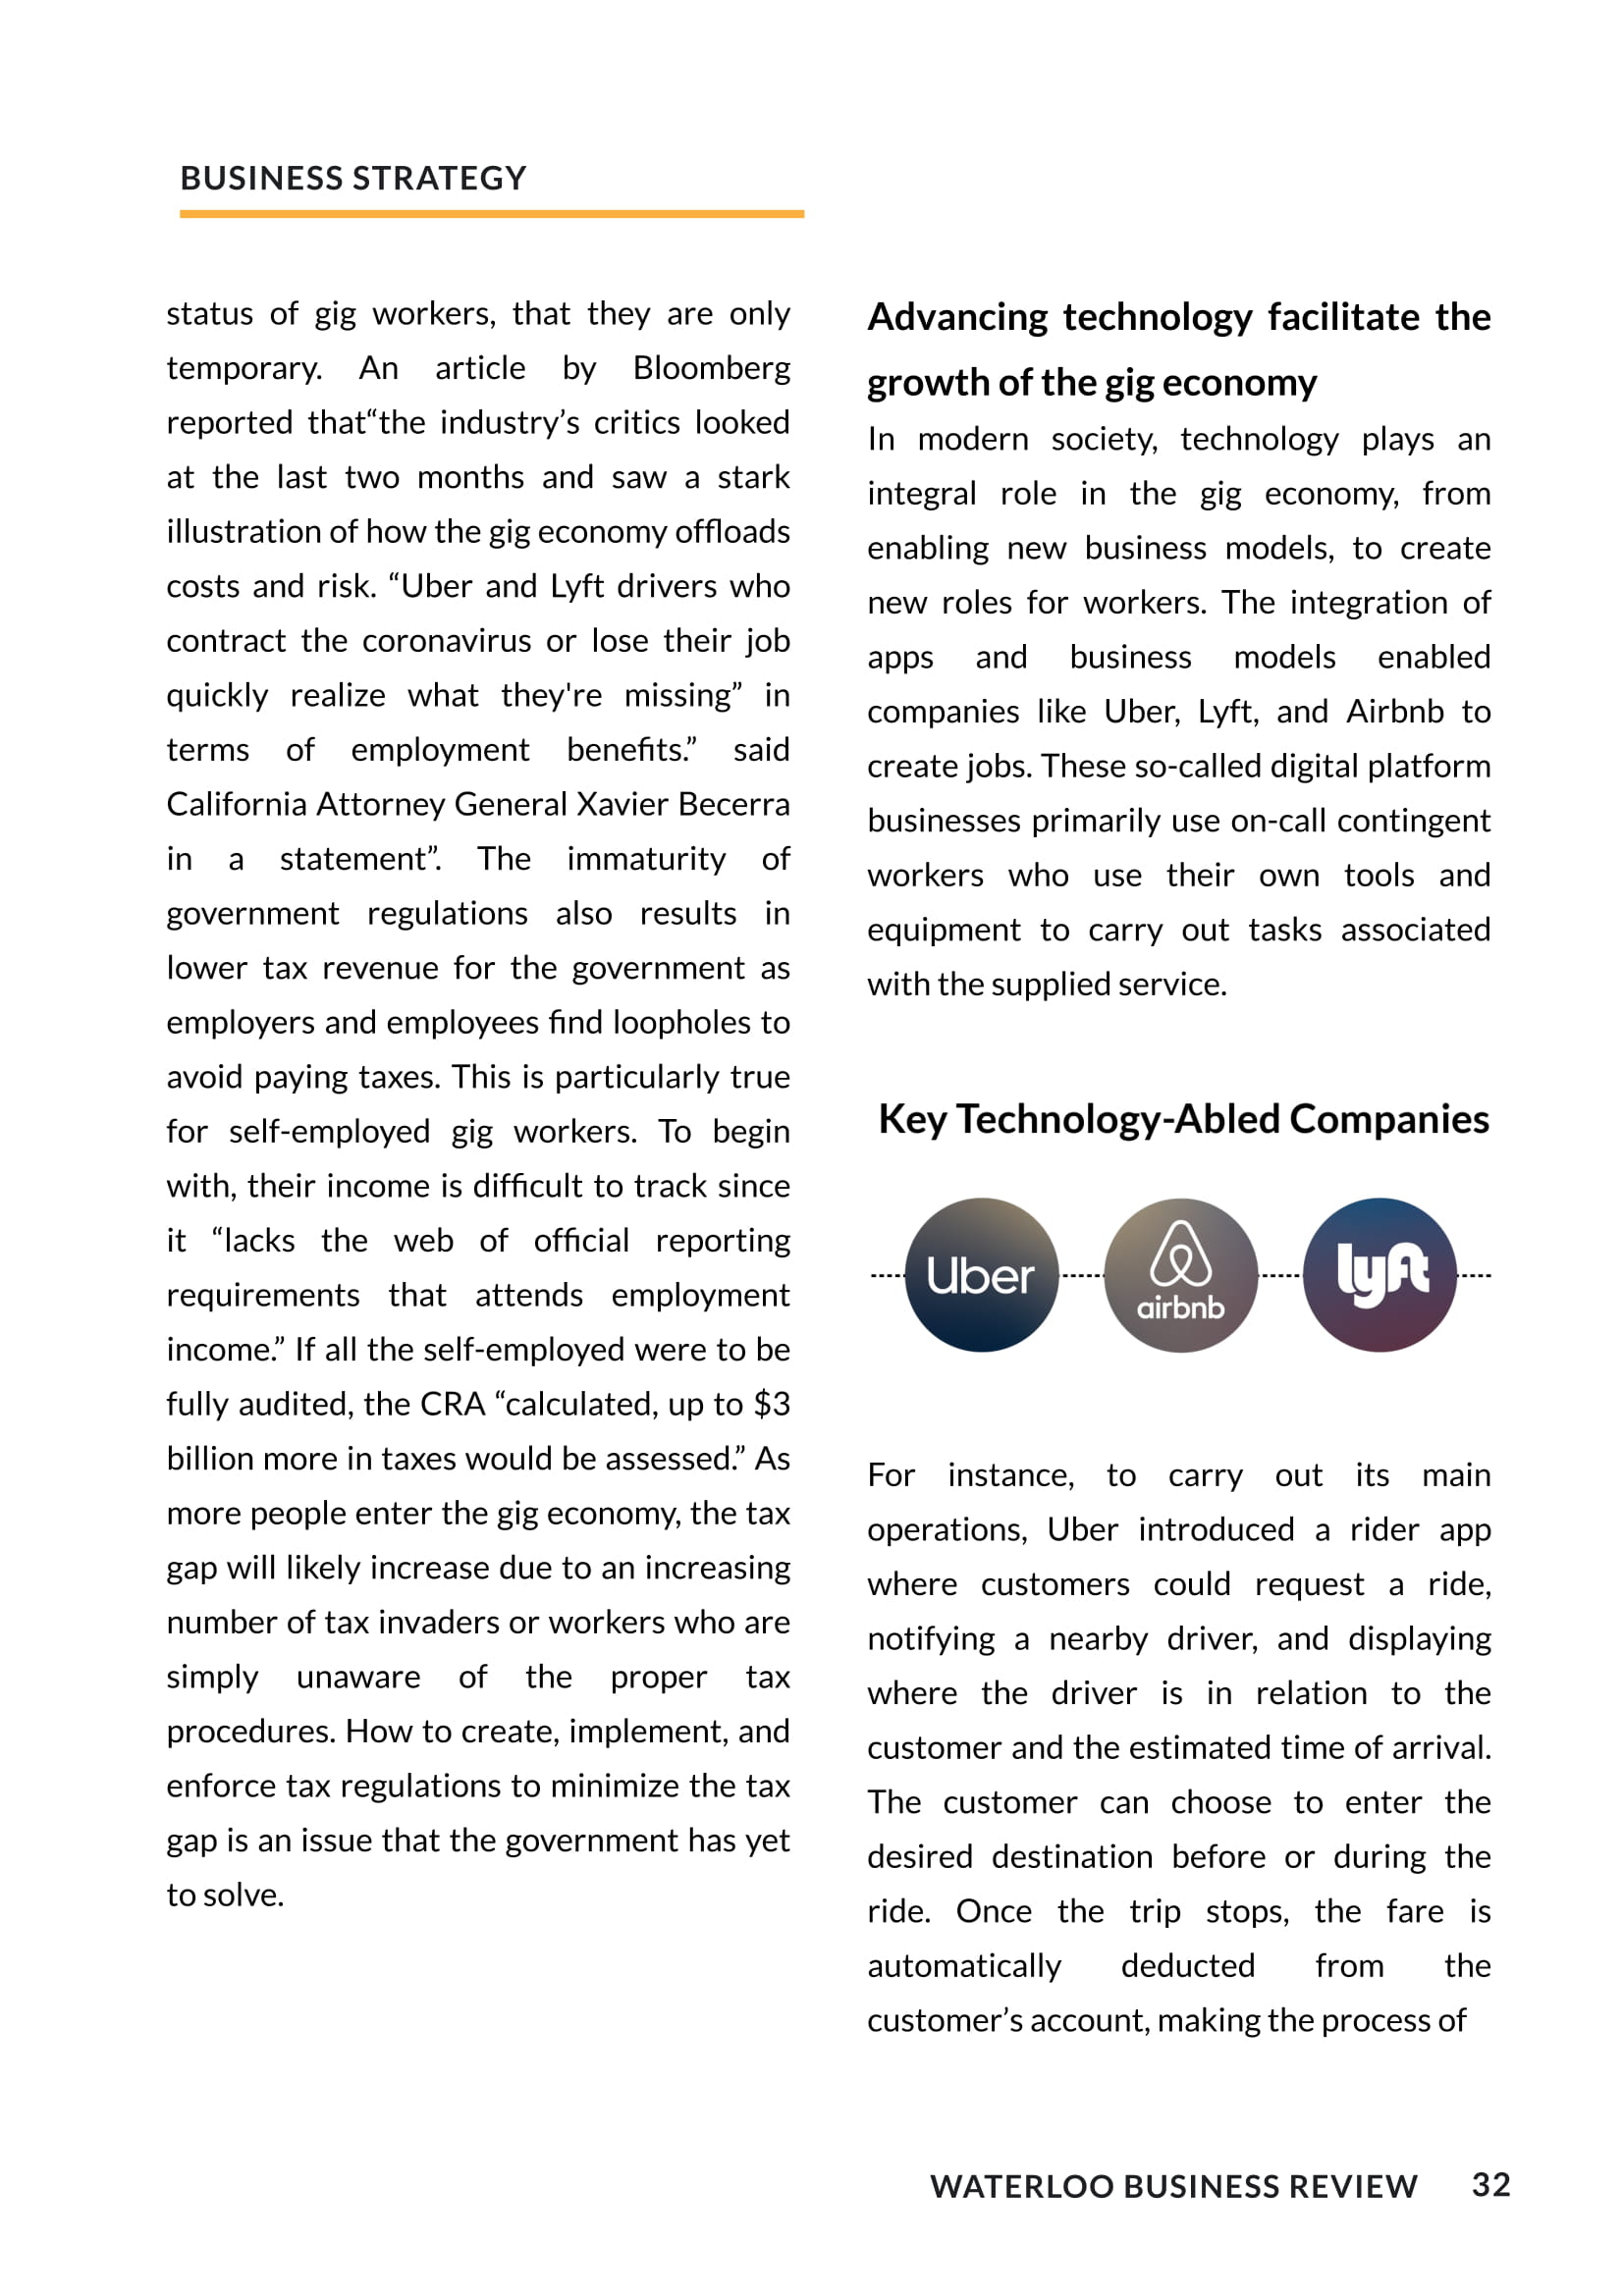 BUSINESS STRATEGY
status of gig workers, that they are only
temporary. An article by Bloomberg
reported that“the industry’s critics looked
at the last two months and saw a stark
illustration of how the gig economy offloads
costs and risk. “Uber and Lyft drivers who
contract the coronavirus or lose their job
quickly realize what they're missing” in
terms of employment benefits.” said
California Attorney General Xavier Becerra
in a statement”. The immaturity of
government regulations also results in
lower tax revenue for the government as
employers and employees find loopholes to
avoid paying taxes. This is particularly true
for self-employed gig workers. To begin
with, their income is difficult to track since
it “lacks the web of official reporting
requirements that attends employment
income.” If all the self-employed were to be
fully audited, the CRA “calculated, up to $3
billion more in taxes would be assessed.” As
more people enter the gig economy, the tax
gap will likely increase due to an increasing
number of tax invaders or workers who are
simply unaware of the proper tax
procedures. How to create, implement, and
enforce tax regulations to minimize the tax
gap is an issue that the government has yet
to solve.
Advancing technology facilitate the
growth of the gig economy
In modern society, technology plays an
integral role in the gig economy, from
enabling new business models, to create
new roles for workers. The integration of
apps and business models enabled
companies like Uber, Lyft, and Airbnb to
create jobs. These so-called digital platform
businesses primarily use on-call contingent
workers who use their own tools and
equipment to carry out tasks associated
with the supplied service.
Key Technology-Abled Companies
Uber
airbnb
lyft
For instance, to carry out its main
operations, Uber introduced a rider app
where customers could request a ride,
notifying a nearby driver, and displaying
where the driver is in relation to the
customer and the estimated time of arrival.
The customer can choose to enter the
desired destination before or during the
ride. Once the trip stops, the fare is
automatically deducted from the
customer’s account, making the process of
WATERLOO BUSINESS REVIEW 32